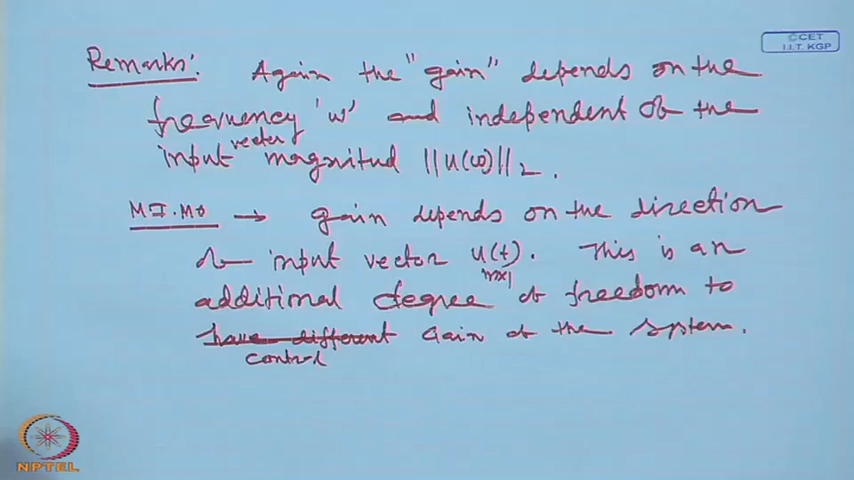 ©CET
I.I.T. KGP
Remarks: Again the "gain" depends on the
frequency 'w' and independent of the
input vector magnitud ||U(ω)||₂.
M.I.M.O → gain depends on the direction
of input vector u(t). This is an
m×1
additional degree of freedom to
have different Gain of the system.
control
NPTEL